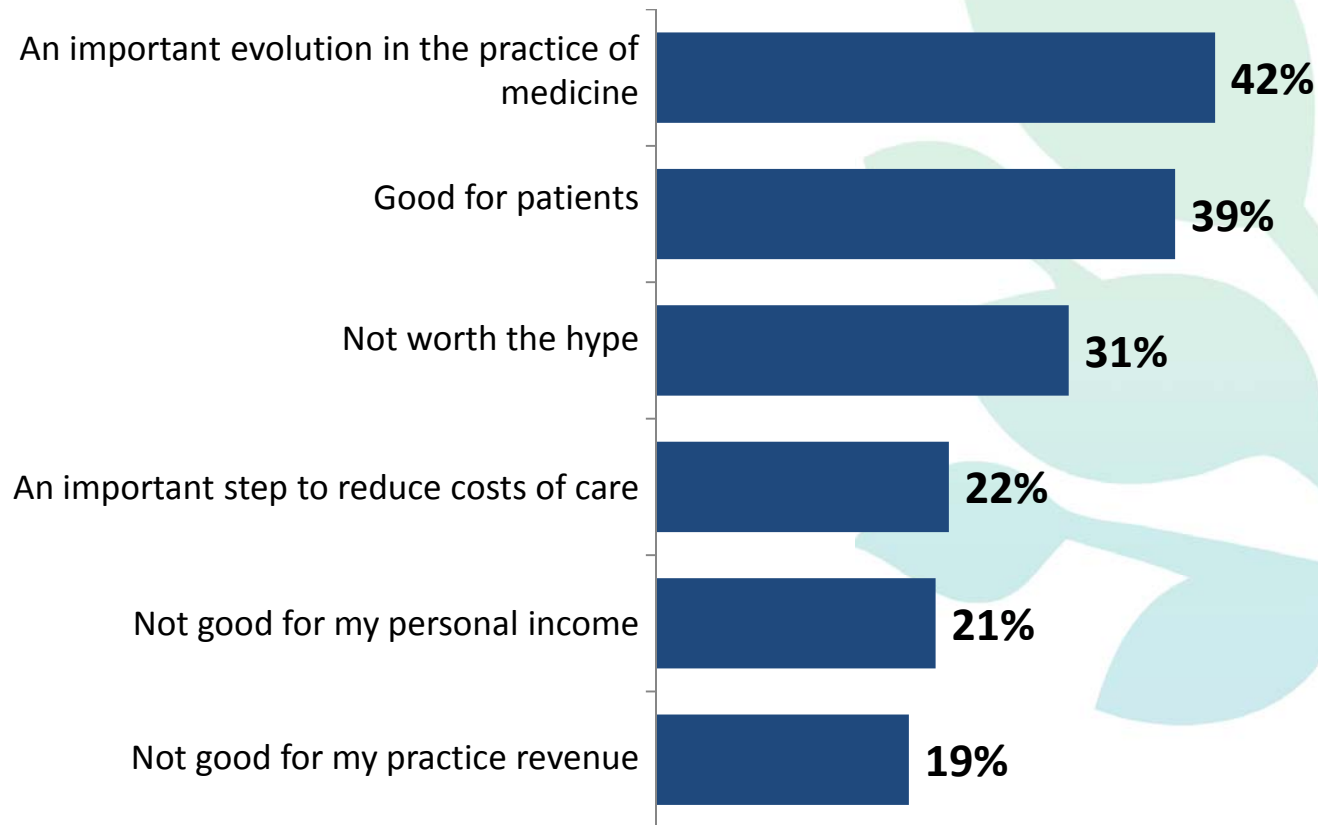 An important evolution in the practice of
medicine
42%
Good for patients
39%
Not worth the hype
31%
An important step to reduce costs of care
22%
Not good for my personal income
21%
Not good for my practice revenue
19%